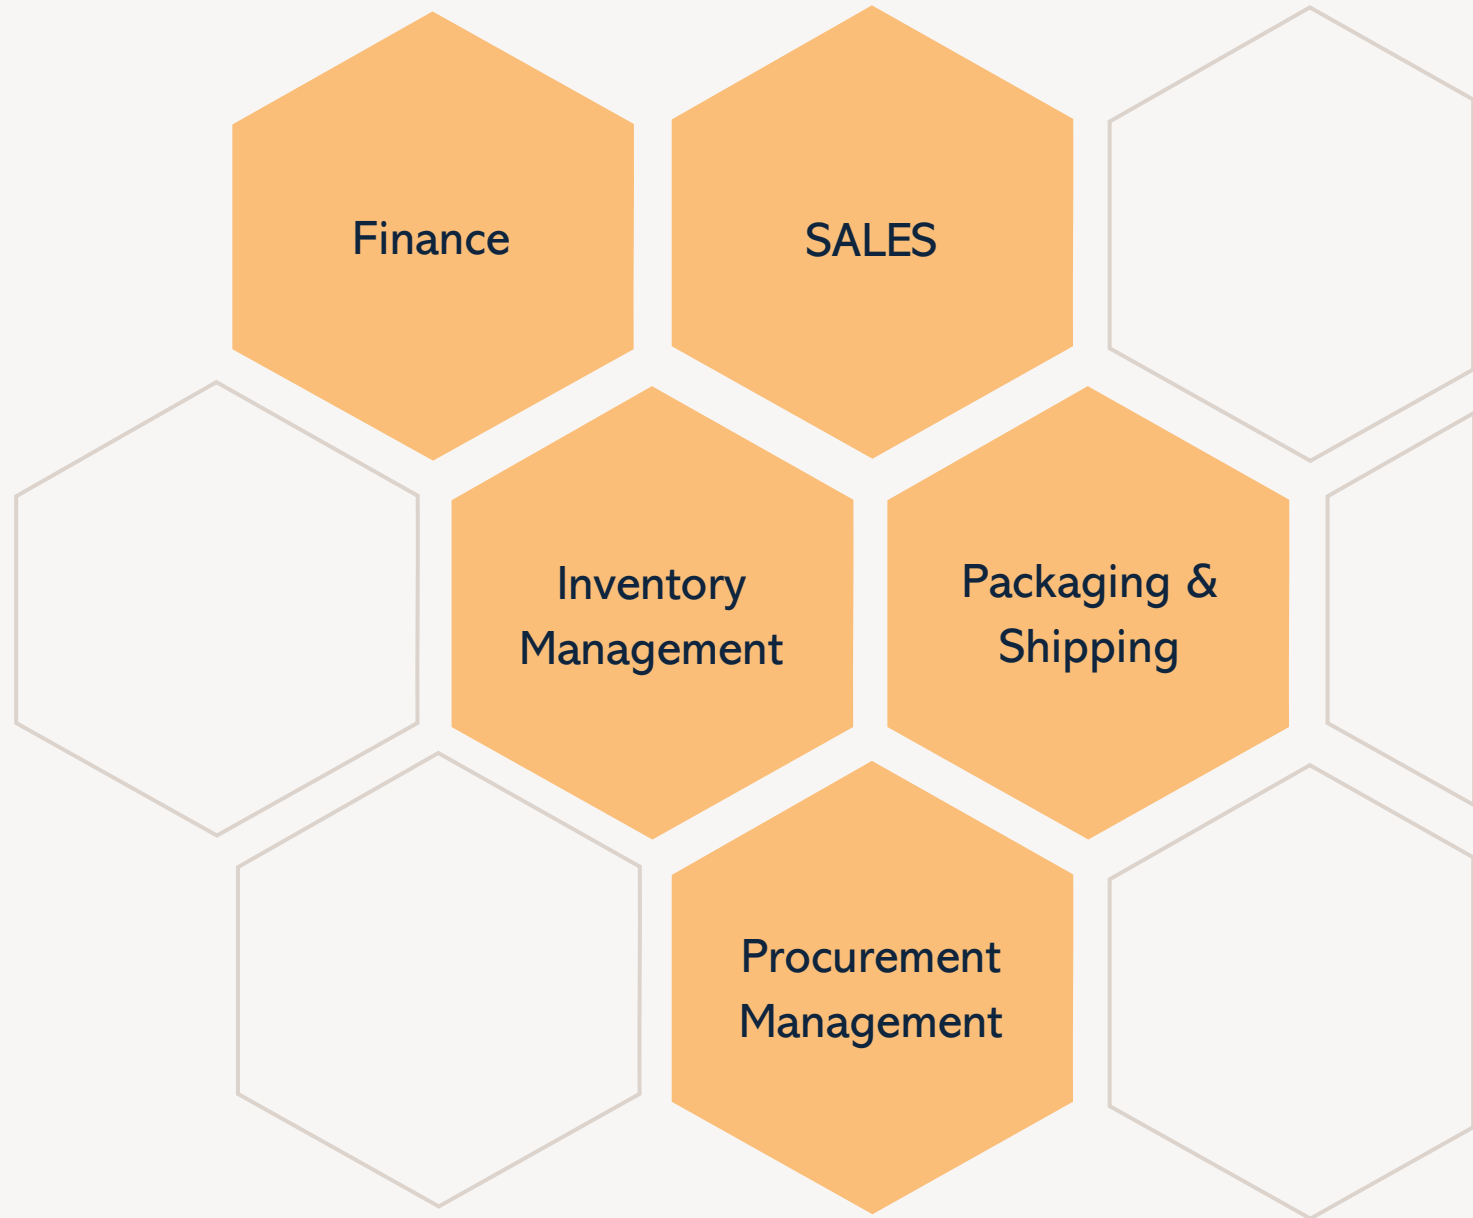 Finance
SALES
Inventory
Management
Packaging &
Shipping
Procurement
Management